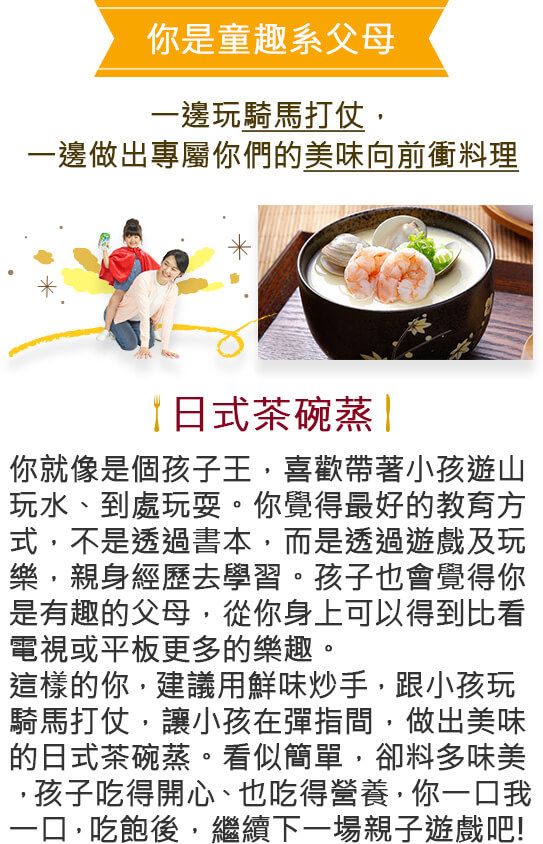 你是童趣系父母
一邊玩騎馬打仗，
一邊做出專屬你們的美味向前衝料理
日式茶碗蒸
你就像是個孩子王，喜歡帶著小孩遊山
玩水、到處玩耍。你覺得最好的教育方
式，不是透過書本，而是透過遊戲及玩
樂，親身經歷去學習。孩子也會覺得你
是有趣的父母，從你身上可以得到比看
電視或平板更多的樂趣。
這樣的你，建議用鮮味炒手，跟小孩玩
騎馬打仗，讓小孩在彈指間，做出美味
的日式茶碗蒸。看似簡單，卻料多味美
，孩子吃得開心、也吃得營養，你一口我
一口，吃飽後，繼續下一場親子遊戲吧!